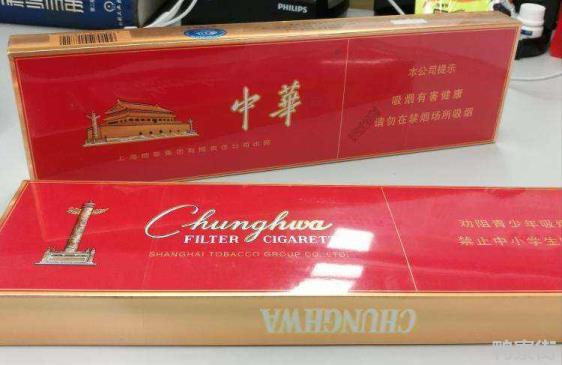 PHILIPS
中華
上海烟草集团有限责任公司出品
本公司提示
吸烟有害健康
请勿在禁烟场所吸烟
Chunghwa
FILTER CIGARET
SHANGHAI TOBACCO GROUP CO., LTD.
劝阻青少年吸
禁止中小学生
CHUNGHWA